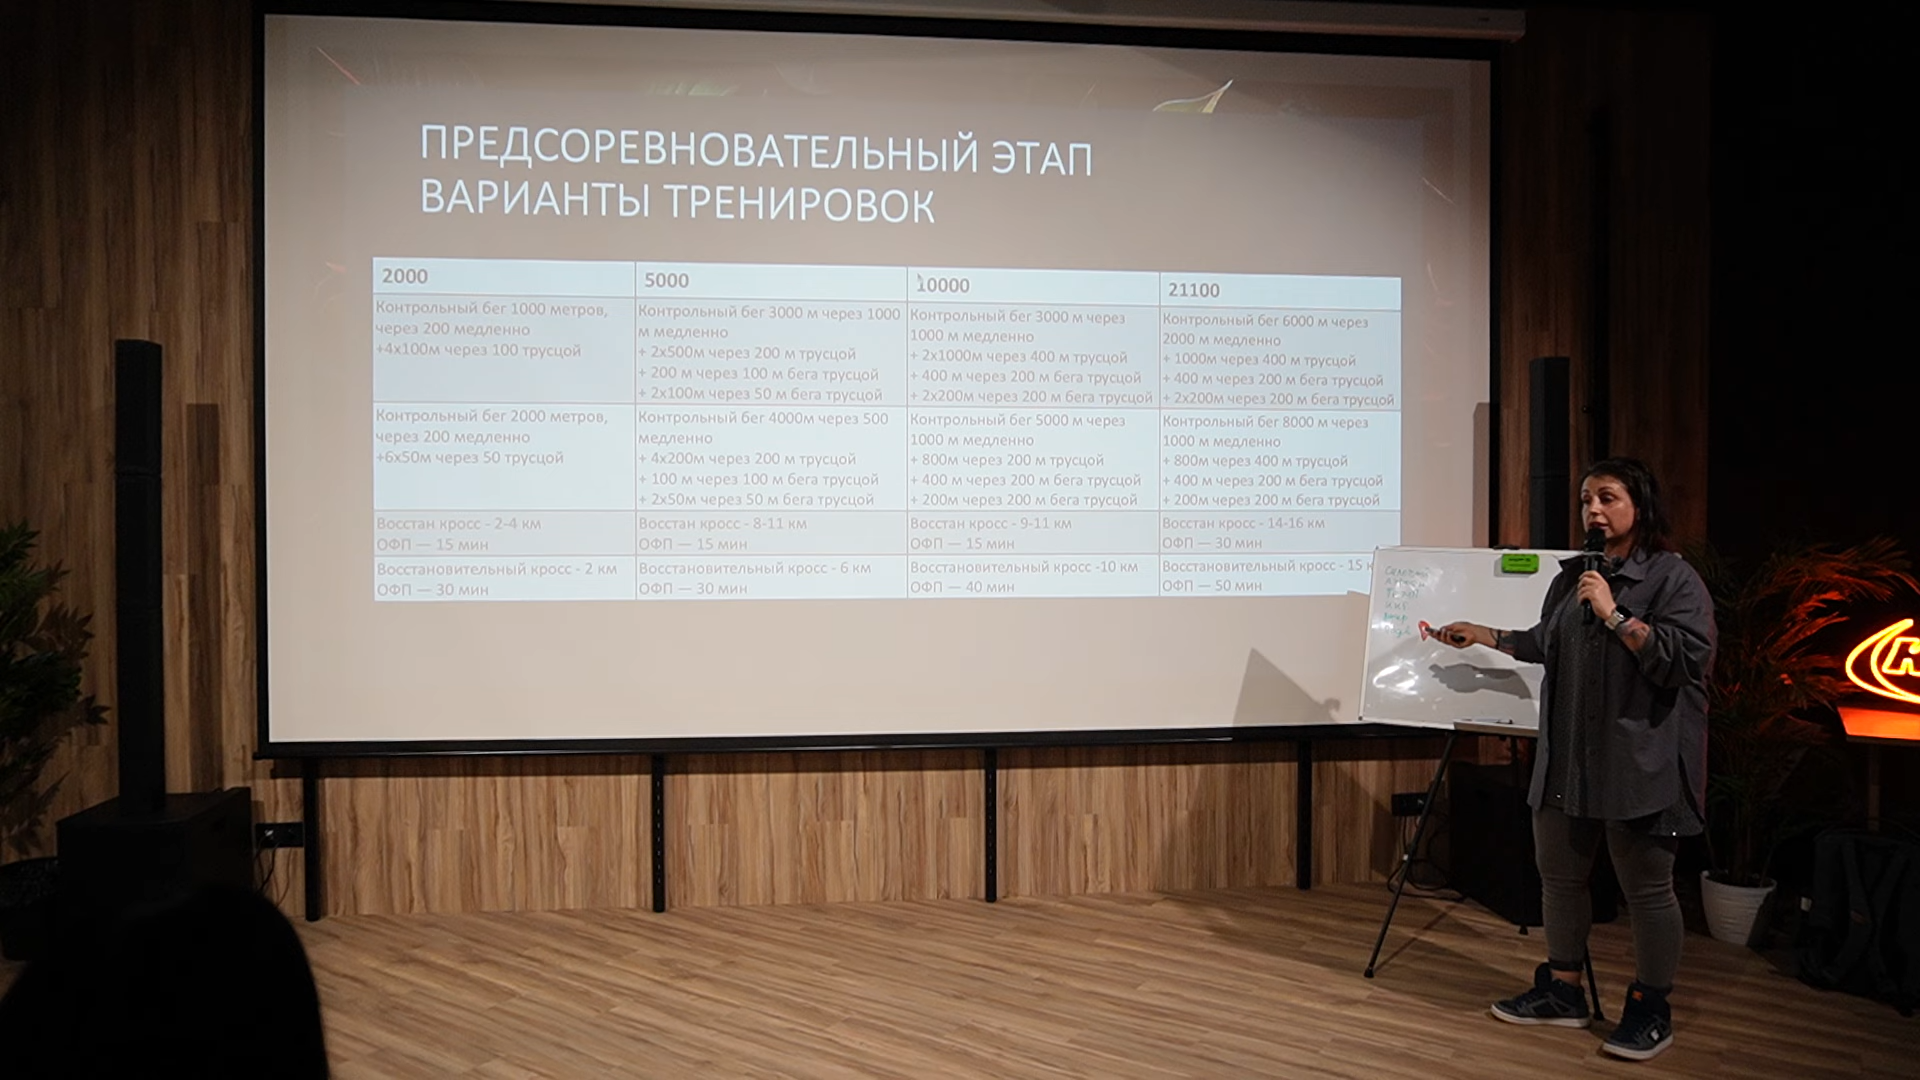 ПРЕДСОРЕВНОВАТЕЛЬНЫЙ ЭТАП
ВАРИАНТЫ ТРЕНИРОВОК
2000
5000
10000
21100
Контрольный бег 1000 метров,
через 200 медленно
+4х100м через 100 трусцой
Контрольный бег 3000 м через 1000
м медленно
+ 2х500м через 200 м трусцой
+ 200 м через 100 м бега трусцой
+ 2х100м через 50 м бега трусцой
Контрольный бег 3000 м через
1000 м медленно
+ 2х1000м через 400 м трусцой
+ 400 м через 200 м бега трусцой
+ 2х200м через 200 м бега трусцой
Контрольный бег 6000 м через
2000 м медленно
+ 1000м через 400 м трусцой
+ 400 м через 200 м бега трусцой
+ 2х200м через 200 м бега трусцой
Контрольный бег 2000 метров,
через 200 медленно
+6х50м через 50 трусцой
Контрольный бег 4000м через 500
медленно
+ 4х200м через 200 м трусцой
+ 100 м через 100 м бега трусцой
+ 2х50м через 50 м бега трусцой
Контрольный бег 5000 м через
1000 м медленно
+ 800м через 200 м трусцой
+ 400 м через 200 м бега трусцой
+ 200м через 200 м бега трусцой
Контрольный бег 8000 м через
1000 м медленно
+ 800м через 400 м трусцой
+ 400 м через 200 м бега трусцой
+ 200м через 200 м бега трусцой
Восстан кросс - 2-4 км
ОФП — 15 мин
Восстан кросс - 8-11 км
ОФП — 15 мин
Восстан кросс - 9-11 км
ОФП — 15 мин
Восстан кросс - 14-16 км
ОФП — 30 мин
Восстановительный кросс - 2 км
ОФП — 30 мин
Восстановительный кросс - 6 км
ОФП — 30 мин
Восстановительный кросс -10 км
ОФП — 40 мин
Восстановительный кросс - 15 к
ОФП — 50 мин